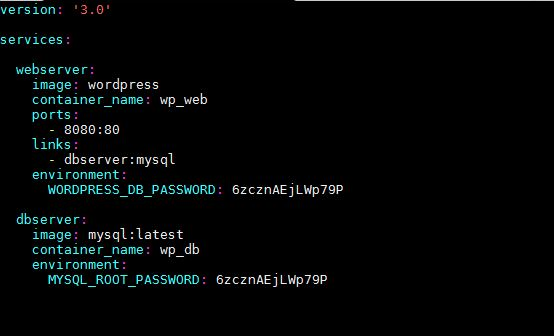 version: '3.0'
services:
webserver:
image: wordpress
container_name: wp_web
ports:
- 8080:80
links:
- dbserver:mysql
environment:
WORDPRESS_DB_PASSWORD: 6zcznAEjLWp79P
dbserver:
image: mysql:latest
container_name: wp_db
environment:
MYSQL_ROOT_PASSWORD: 6zcznAEjLWp79P